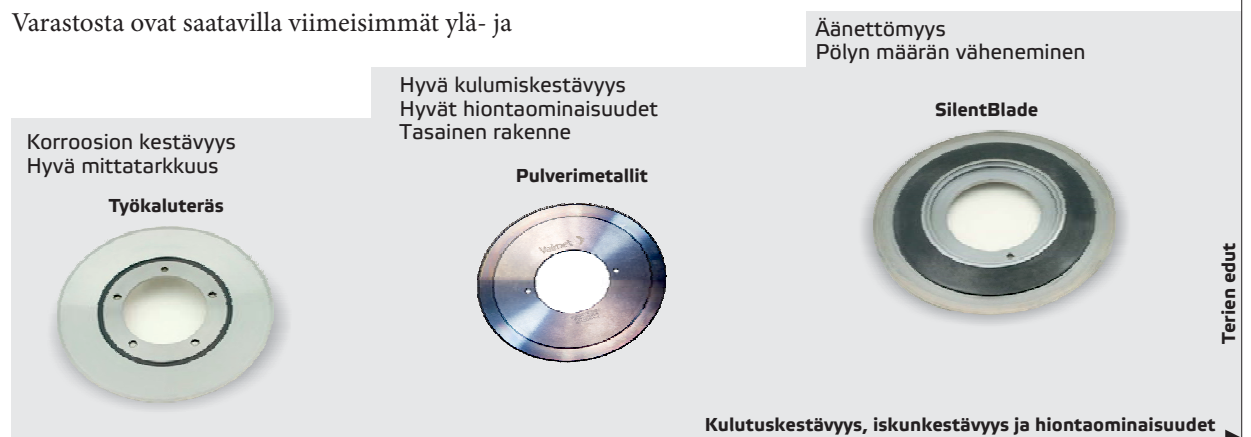 Varastosta ovat saatavilla viimeisimmät ylä- ja
Äänettömyys
Pölyn määrän väheneminen
SilentBlade
Hyvä kulumiskestävyys
Hyvät hiontaominaisuudet
Tasainen rakenne
Pulverimetallit
Valmet
Korroosion kestävyys
Hyvä mittatarkkuus
Työkaluteräs
Terien edut
Kulutuskestävyys, iskunkestävyys ja hiontaominaisuudet